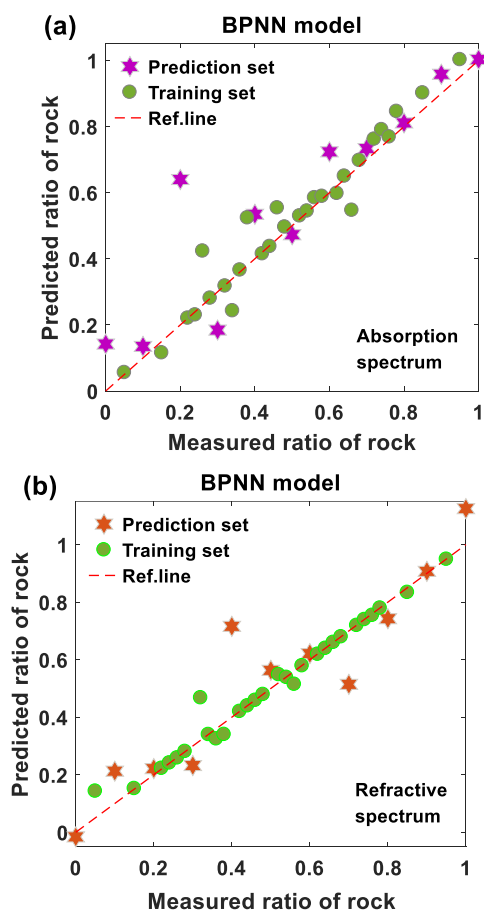 (a)
BPNN model
Prediction set
Training set
Ref.line
Predicted ratio of rock
1
0.8
0.6
0.4
0.2
0
Absorption
spectrum
0 0.2 0.4 0.6 0.8 1
Measured ratio of rock
(b)
BPNN model
Prediction set
Training set
Ref.line
Predicted ratio of rock
1
0.8
0.6
0.4
0.2
0
Refractive
spectrum
0 0.2 0.4 0.6 0.8 1
Measured ratio of rock